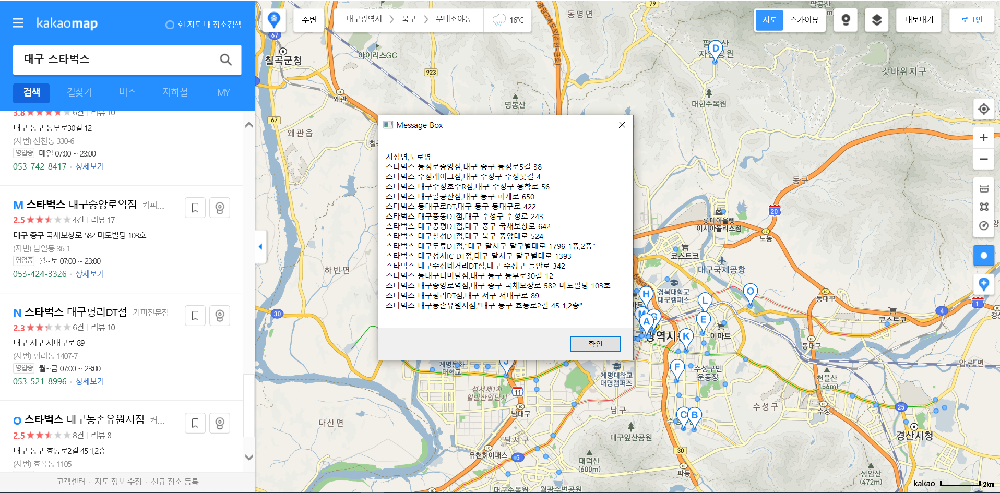 kakaomap
현 지도 내 장소검색
대구 스타벅스
검색 길찾기 버스 지하철 MY
3.8 6건 리뷰 10
대구 동구 동부로30길 12
(지번) 신천동 330-6
영업중 매일 07:00 ~ 23:00
053-742-8417 · 상세보기
M 스타벅스 대구중앙로역점 커피...
2.5 4건 리뷰 17
대구 중구 국채보상로 582 미도빌딩 103호
(지번) 남일동 36-1
영업중 월~토 07:00 ~ 23:00
053-424-3326 · 상세보기
N 스타벅스 대구평리DT점 커피전문점
2.3 6건 리뷰 10
대구 서구 서대구로 89
(지번) 평리동 1407-7
영업중 월~금 07:00 ~ 23:00
053-521-8996 · 상세보기
O 스타벅스 대구동촌유원지점 커...
2.5 8건 리뷰 8
대구 동구 효동로2길 45 1,2층
(지번) 효목동 1105
고객센터 · 지도 정보 수정 · 신규 장소 등록
출
주변
대구광역시 > 북구 > 무태조야동
16℃
지도 스카이뷰
내보내기
로그인
Message Box
지점명,도로명
스타벅스 동성로중앙점,대구 중구 동성로5길 38
스타벅스 수성레이크점,대구 수성구 수성못길 4
스타벅스 대구수성호수R점,대구 수성구 용학로 56
스타벅스 대구팔공산점,대구 동구 파계로 650
스타벅스 동대구로DT,대구 동구 동대구로 422
스타벅스 대구중동DT점,대구 수성구 수성로 243
스타벅스 대구공평DT점,대구 중구 국채보상로 642
스타벅스 대구칠성DT점,대구 북구 중앙대로 524
스타벅스 대구두류DT점,"대구 달서구 달구벌대로 1796 1층,2층"
스타벅스 대구성서IC DT점,대구 달서구 달구벌대로 1393
스타벅스 대구수성네거리DT점,대구 수성구 들안로 342
스타벅스 동대구터미널점,대구 동구 동부로30길 12
스타벅스 대구중앙로역점,대구 중구 국채보상로 582 미도빌딩 103호
스타벅스 대구평리DT점,대구 서구 서대구로 89
스타벅스 대구동촌유원지점,"대구 동구 효동로2길 45 1,2층"
확인
동명면
79
팔공산
67
칠곡군청
아이리스GC
923
D
자연공원
갓바위지구
IC
왜관
명봉산
대한수목원
67
왜관읍
동구
20
롯데아울렛
이시아폴리스점
JC
도동
코스트코
대구국제공항
하빈면
30
경북대학교
대구캠퍼스
O
H
L
M
G
A
E
K
F
C
B
J
이마트
JC
동대구
4
1
코스트코
IC
동대구
압량면
계명문화
대학교
계명대학교
대명캠퍼스
수성구민
운동장
천을산
(156m)
성서제1차
일반산업단지
11
IC
남대구
남구
수성구
IC
수성
25
다산면
대구앞산공원
경산시청
달서구
IC
유천하이패스
5
대덕산
(600m)
30
IC
파동
성암산
(472m)
대구수목원
월광수변공원
kakao
2km